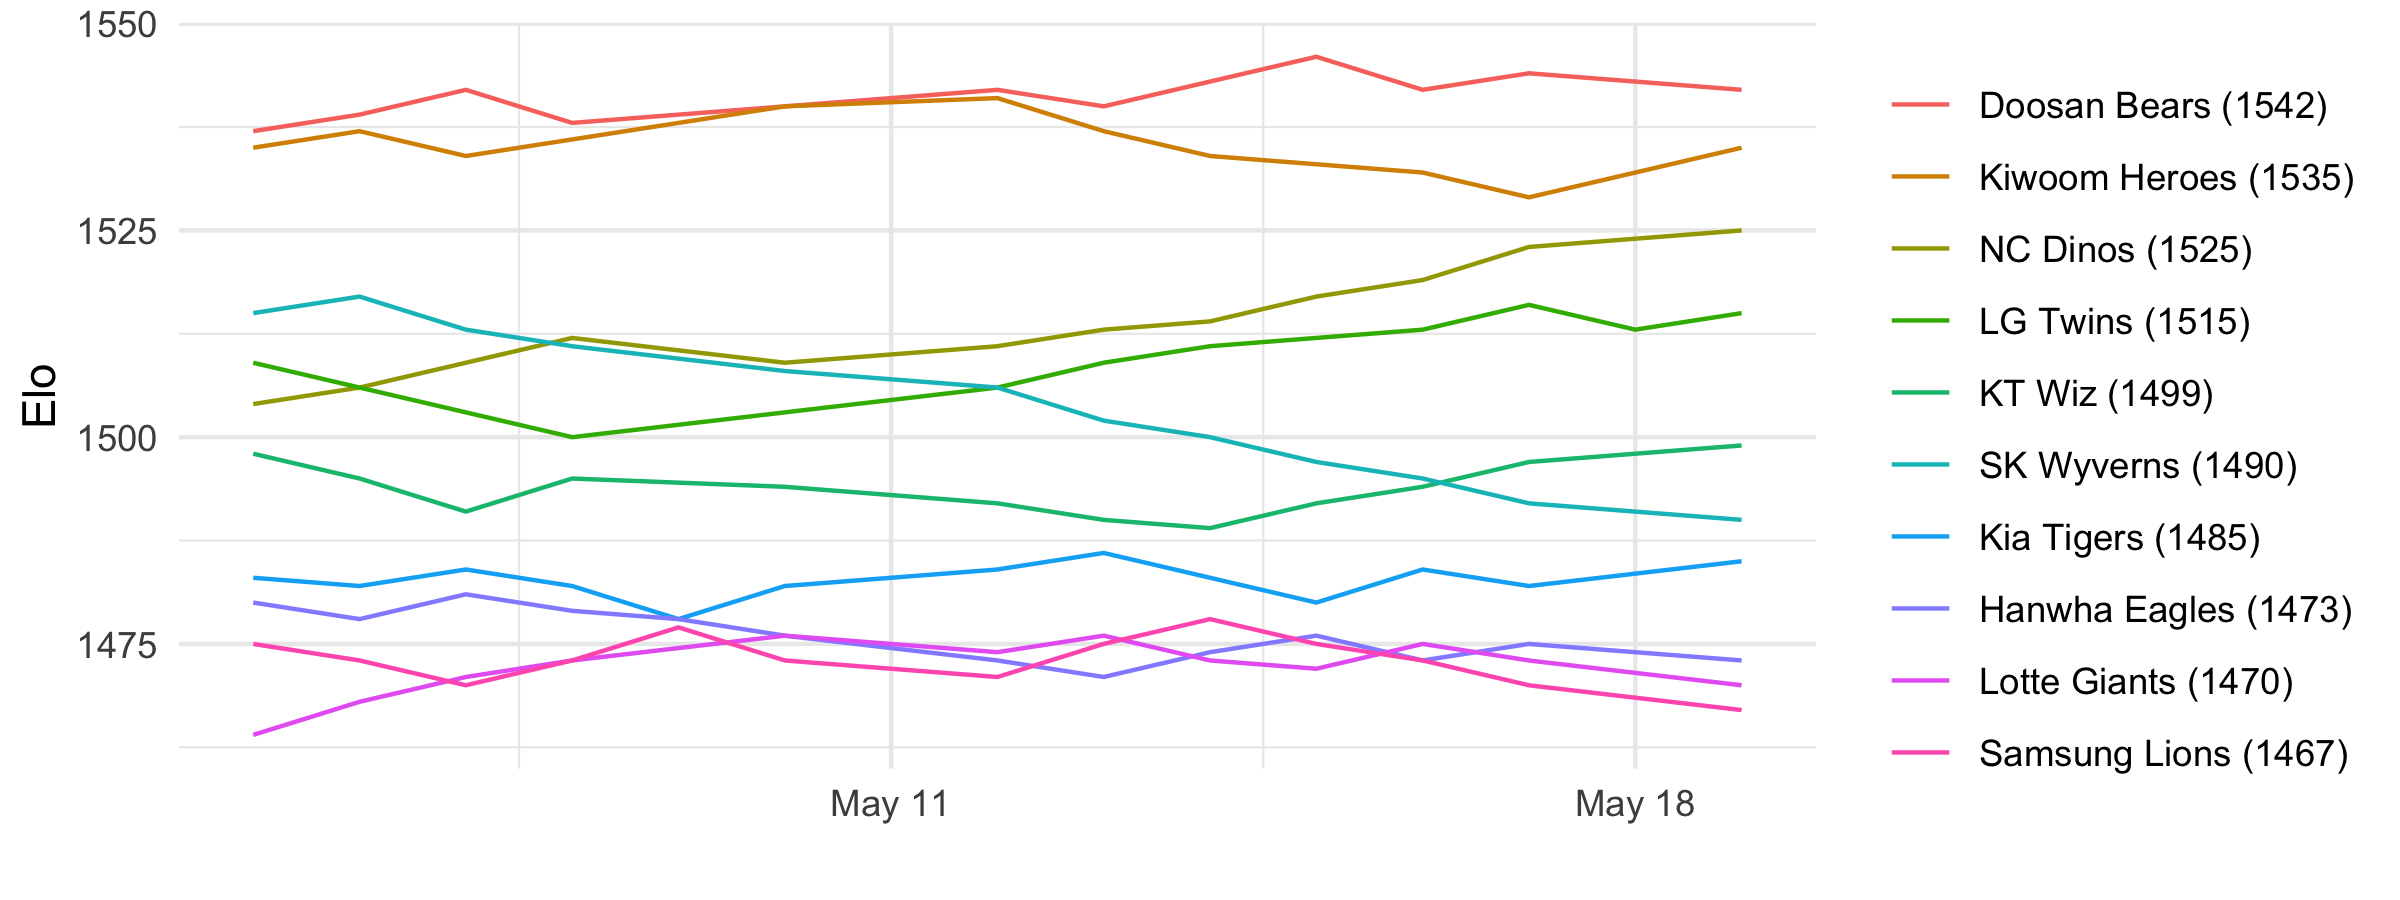 1550
1525
1500
1475
Elo
May 11
May 18
Doosan Bears (1542)
Kiwoom Heroes (1535)
NC Dinos (1525)
LG Twins (1515)
KT Wiz (1499)
SK Wyverns (1490)
Kia Tigers (1485)
Hanwha Eagles (1473)
Lotte Giants (1470)
Samsung Lions (1467)